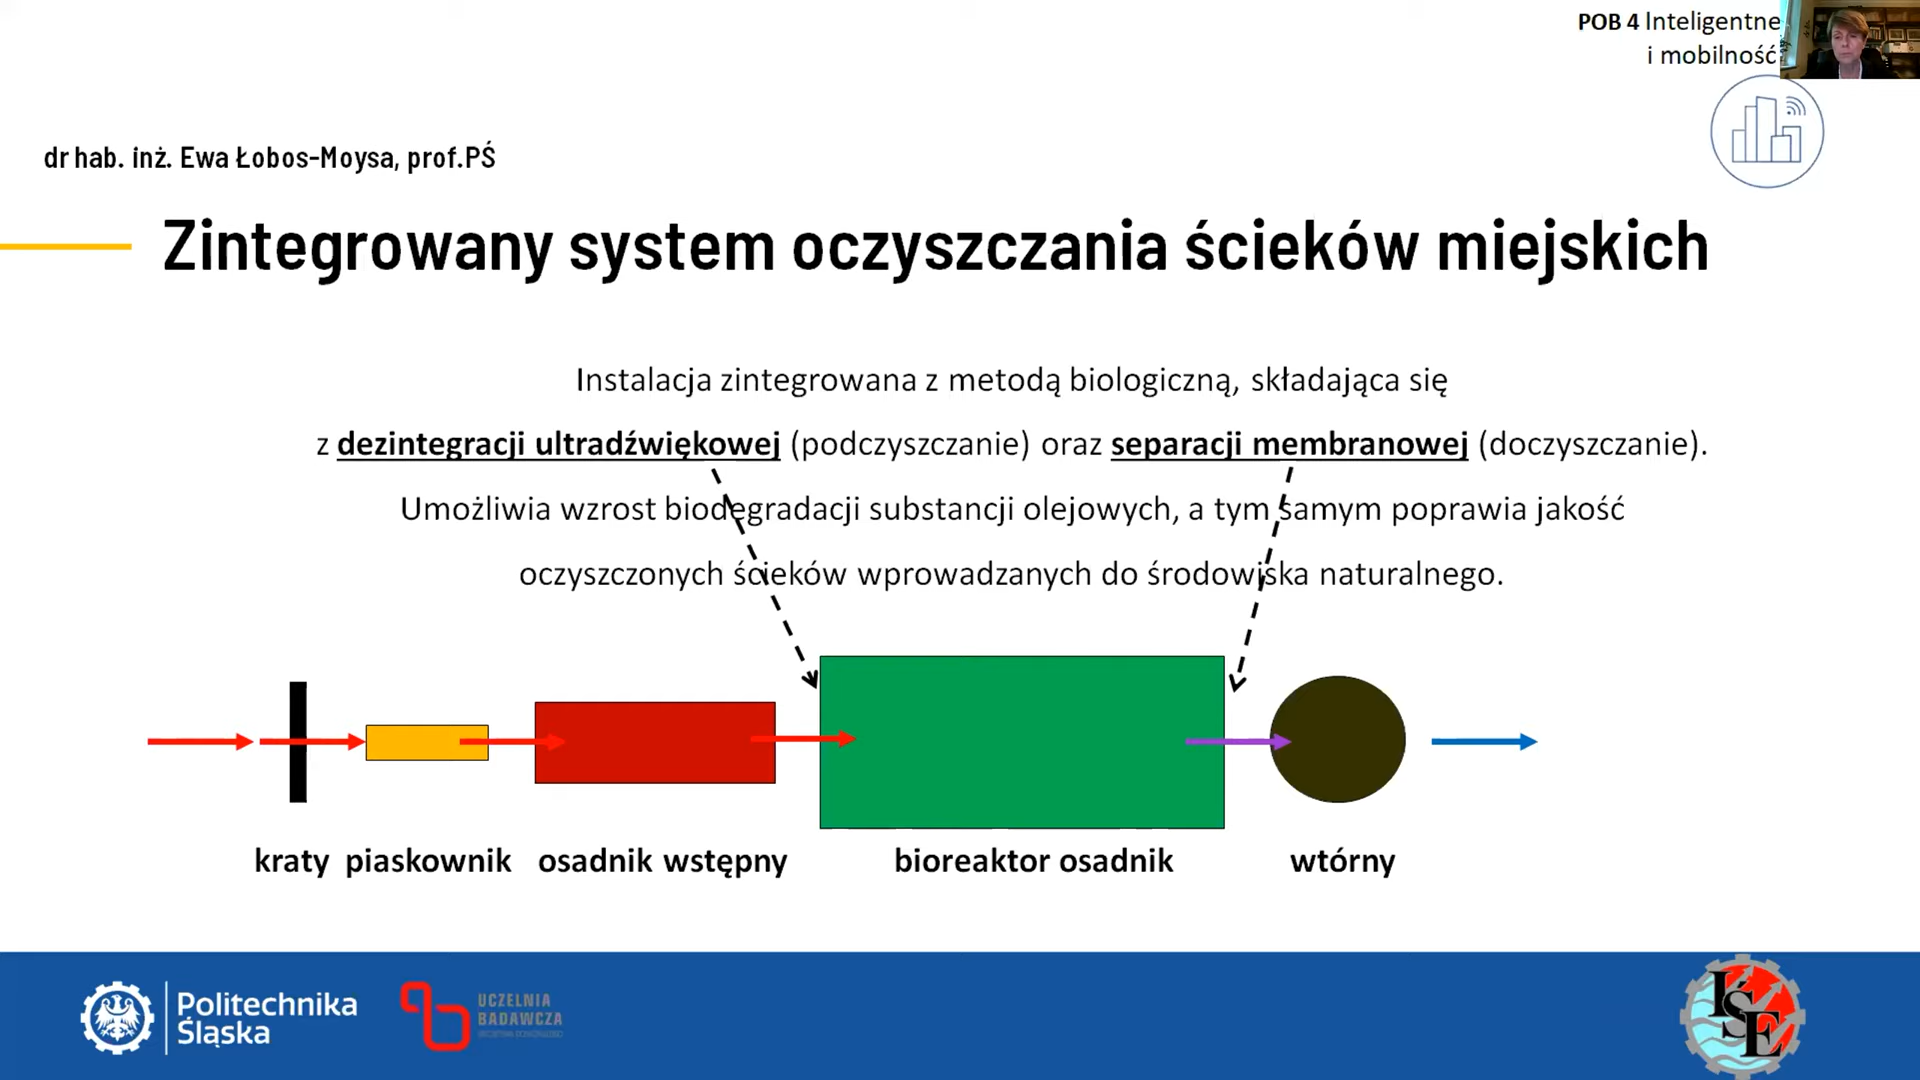 POB 4 Inteligentne
i mobilność
dr hab. inż. Ewa Łobos-Moysa, prof.PŚ
Zintegrowany system oczyszczania ścieków miejskich
Instalacja zintegrowana z metodą biologiczną, składająca się
z dezintegracji ultradźwiękowej (podczyszczanie) oraz separacji membranowej (doczyszczanie).
Umożliwia wzrost biodegradacji substancji olejowych, a tym samym poprawia jakość
oczyszczonych ścieków wprowadzanych do środowiska naturalnego.
kraty piaskownik osadnik wstępny bioreaktor osadnik wtórny
Politechnika
Śląska
UCZELNIA
BADAWCZA
IŚE